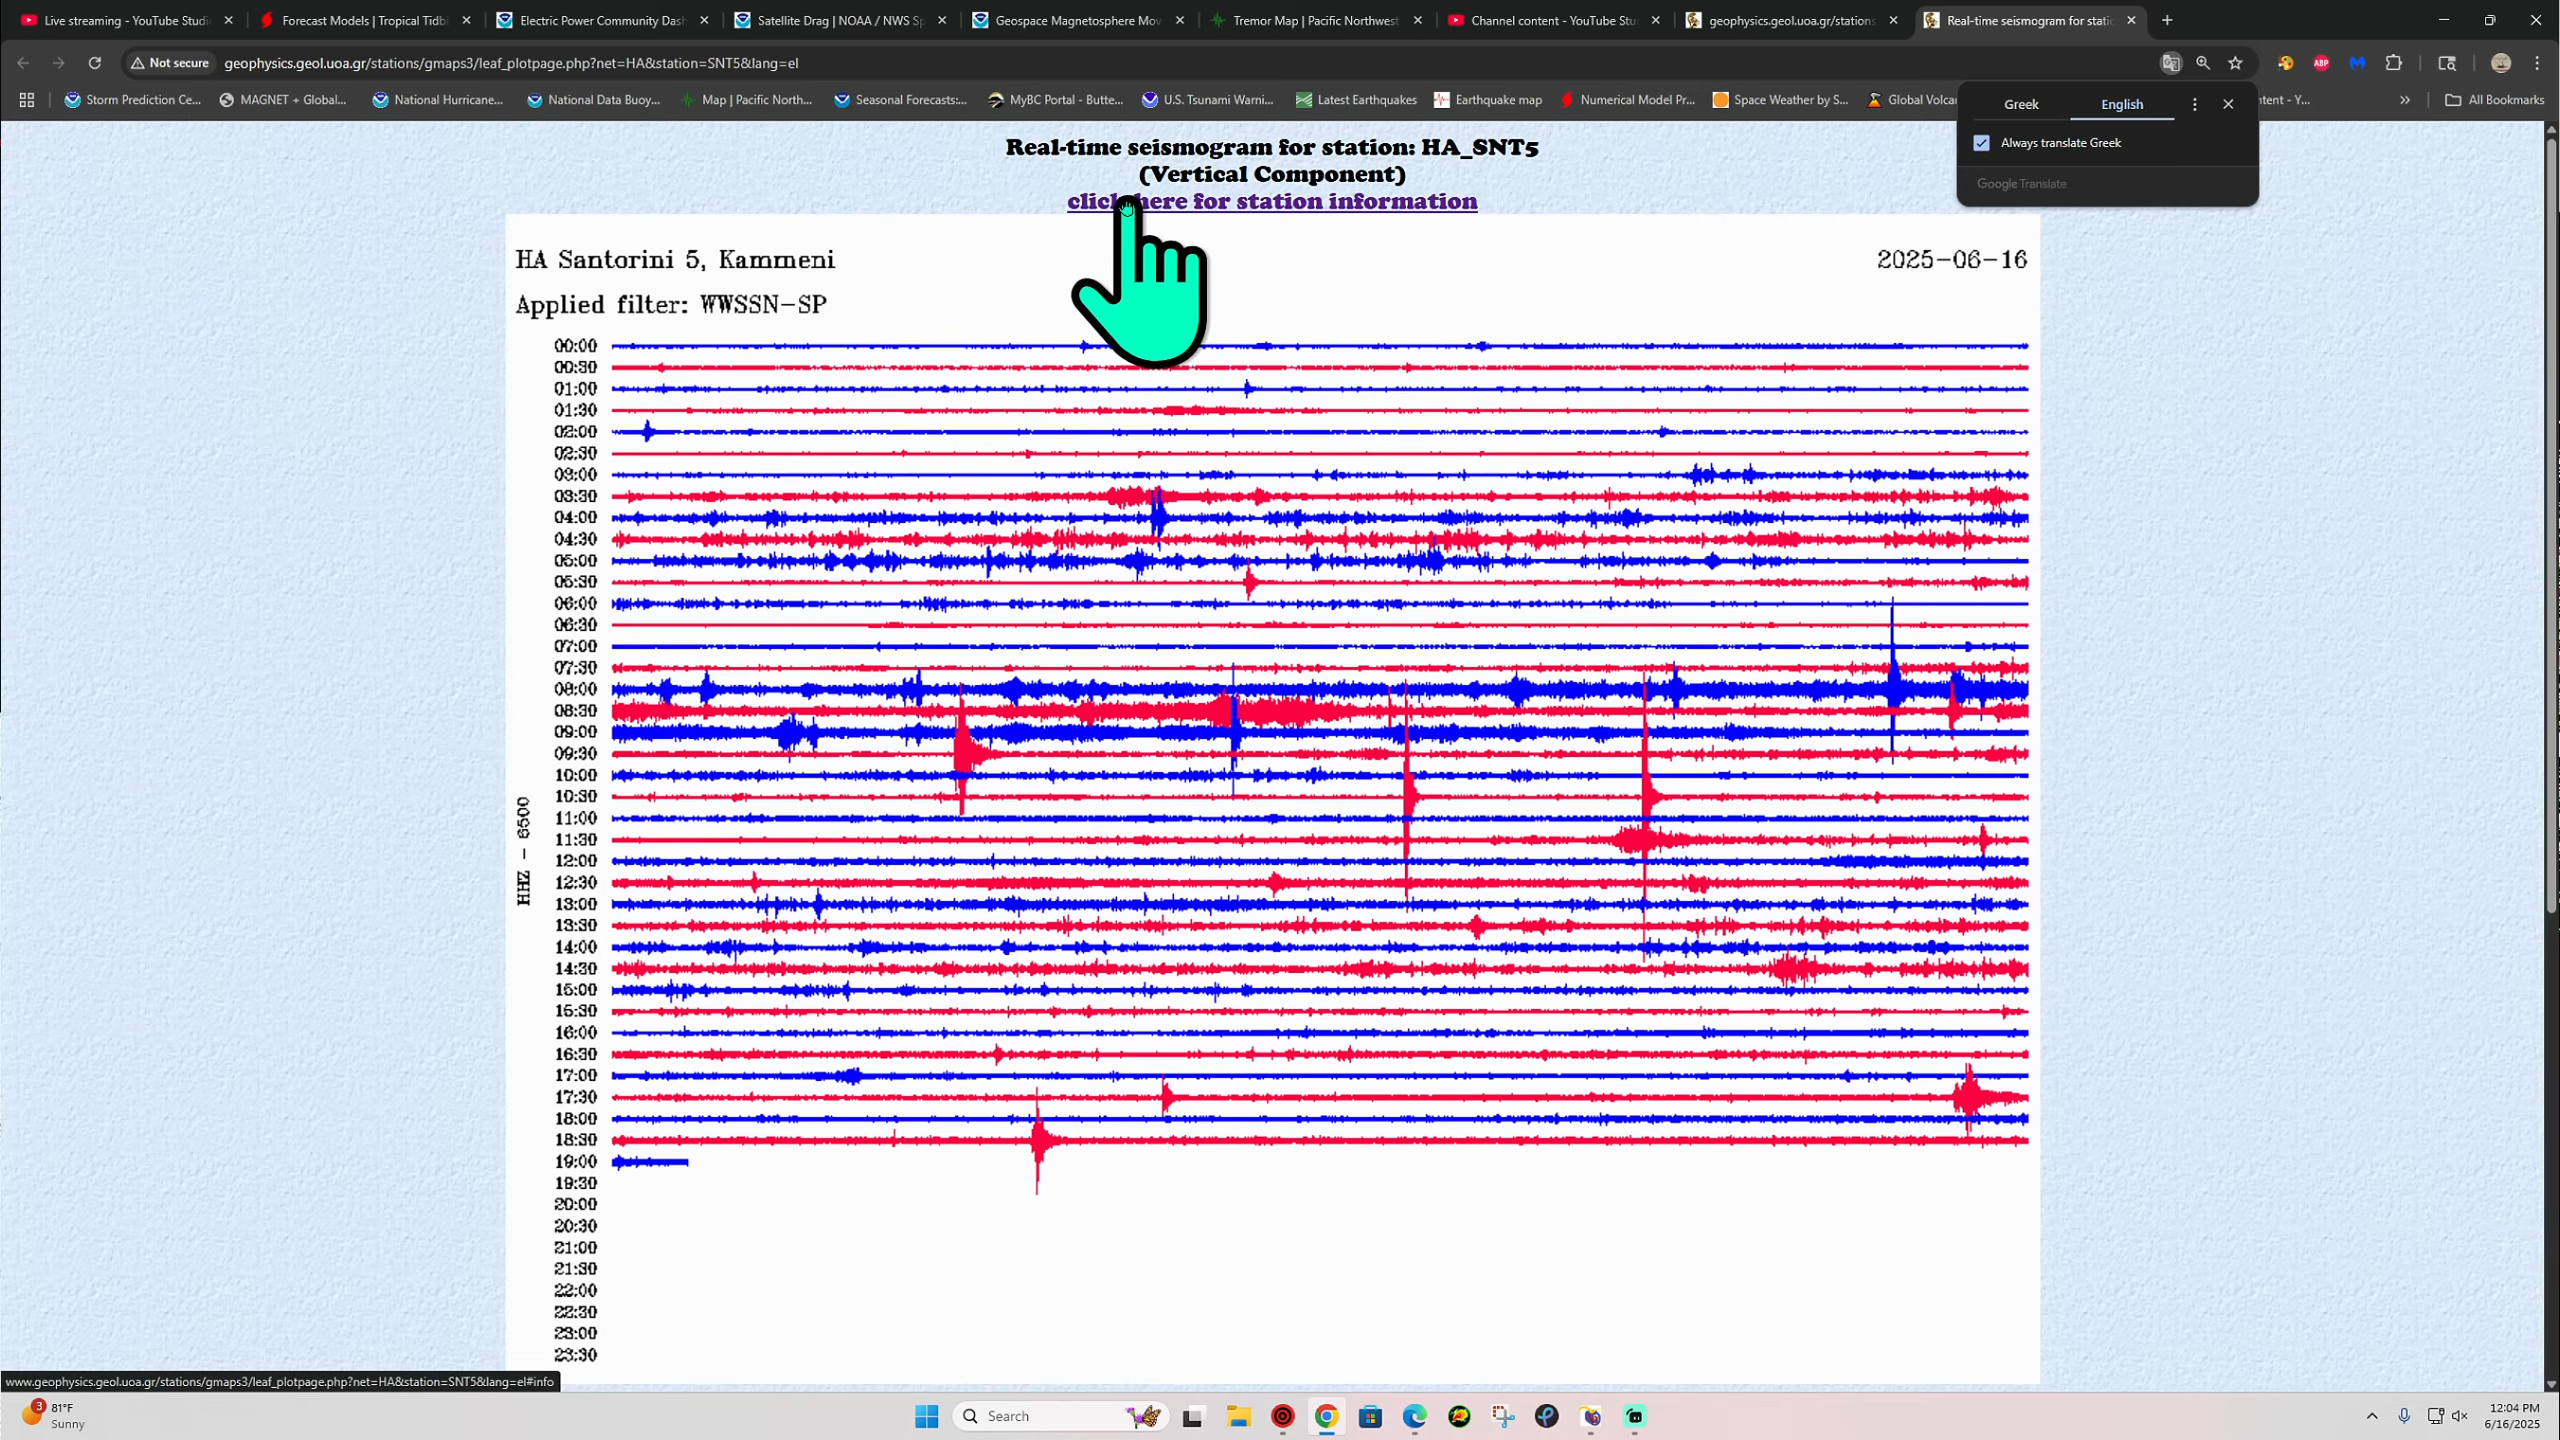 Live streaming - YouTube Studi
Forecast Models | Tropical Tidbi
Electric Power Community Das
Satellite Drag | NOAA / NWS Sp
Geospace Magnetosphere Mov
Tremor Map | Pacific Northwest
Channel content - YouTube Stu
geophysics.geol.uoa.gr/stations
Real-time seismogram for stati
Not secure
geophysics.geol.uoa.gr/stations/gmaps3/leaf_plotpage.php?net=HA&station=SNT5&lang=el
ABP
Storm Prediction Ce...
MAGNET + Global...
National Hurricane...
National Data Buoy...
Map | Pacific North...
Seasonal Forecasts:...
MyBC Portal - Butte...
U.S. Tsunami Warni...
Latest Earthquakes
Earthquake map
Numerical Model Pr...
Space Weather by S...
Global Volca
ntent - Y...
All Bookmarks
Greek
English
Always translate Greek
Google Translate
Real-time seismogram for station: HA_SNT5
(Vertical Component)
click here for station information
HA Santorini 5, Kammeni
2025-06-16
Applied filter: WWSSN-SP
00:00
00:30
01:00
01:30
02:00
02:30
03:00
03:30
04:00
04:30
05:00
05:30
06:00
06:30
07:00
07:30
08:00
08:30
09:00
09:30
10:00
10:30
11:00
11:30
12:00
12:30
13:00
13:30
14:00
14:30
15:00
15:30
16:00
16:30
17:00
17:30
18:00
18:30
19:00
19:30
20:00
20:30
21:00
21:30
22:00
22:30
23:00
23:30
HHZ - 6500
www.geophysics.geol.uoa.gr/stations/gmaps3/leaf_plotpage.php?net=HA&station=SNT5&lang=el#info
3
81°F
Sunny
Search
12:04 PM
6/16/2025